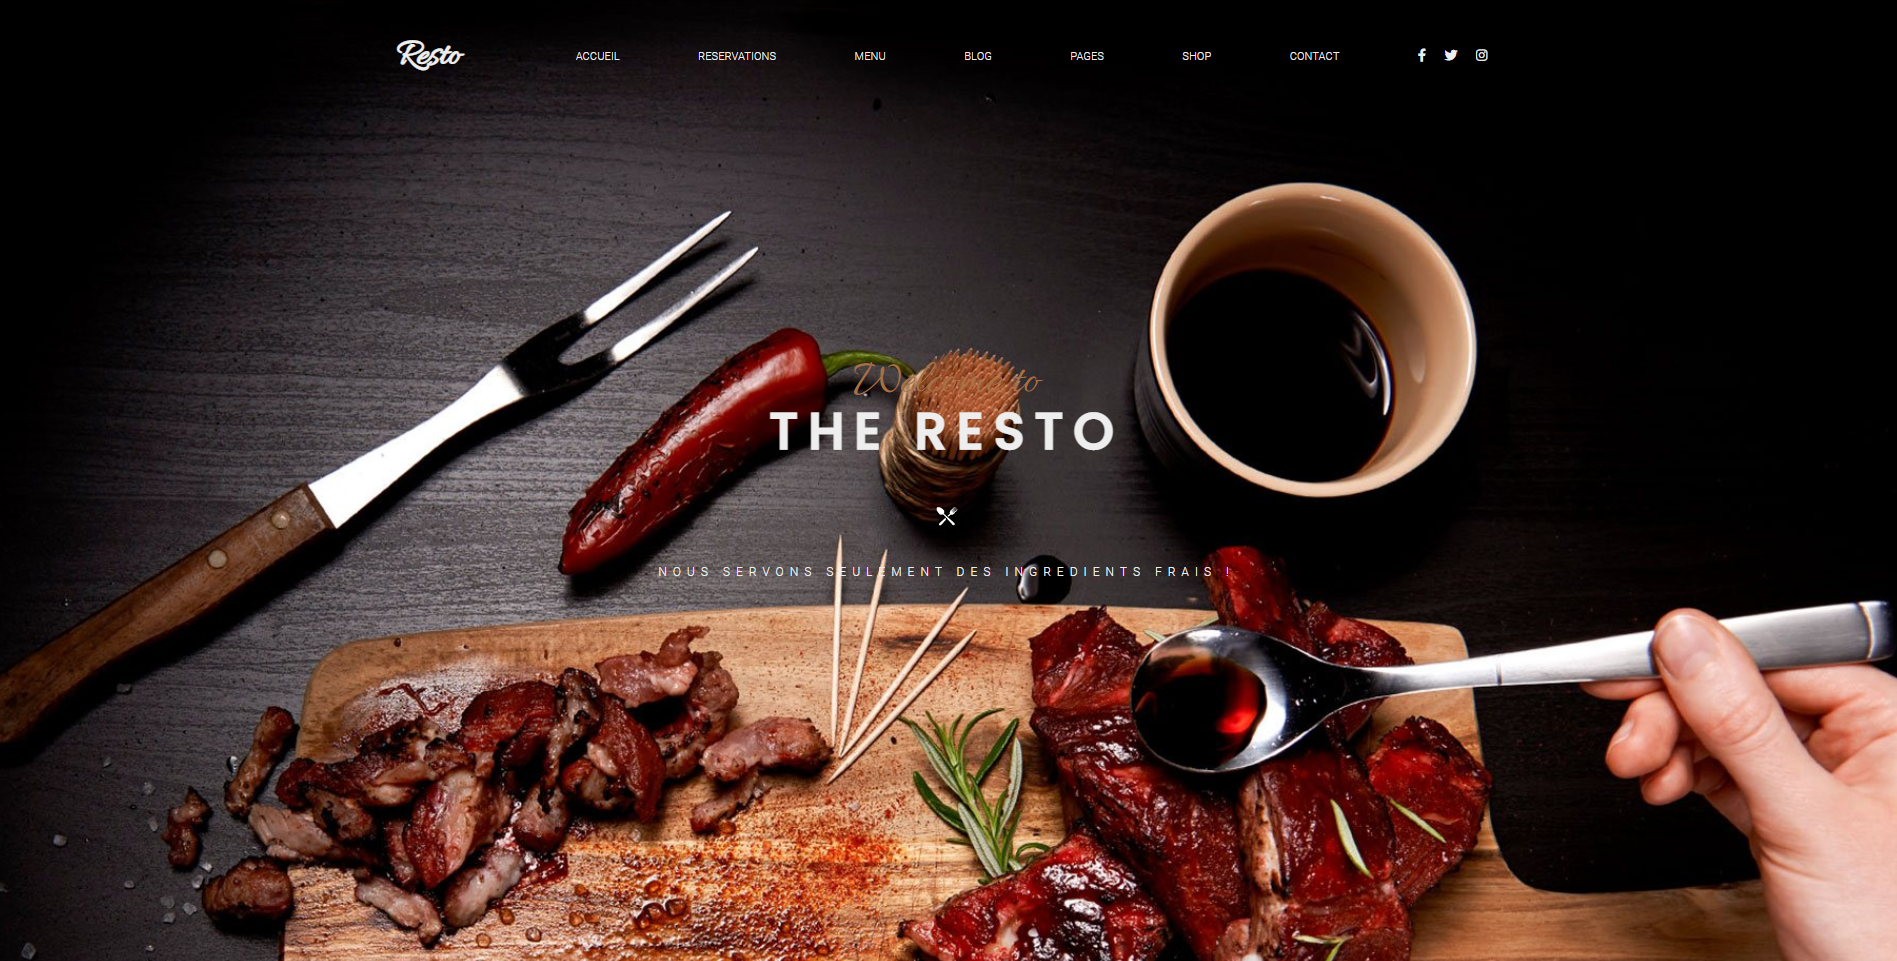 Resto
ACCUEIL
RESERVATIONS
MENU
BLOG
PAGES
SHOP
CONTACT
Welcome to
THE RESTO
NOUS SERVONS SEULEMENT DES INGREDIENTS FRAIS !